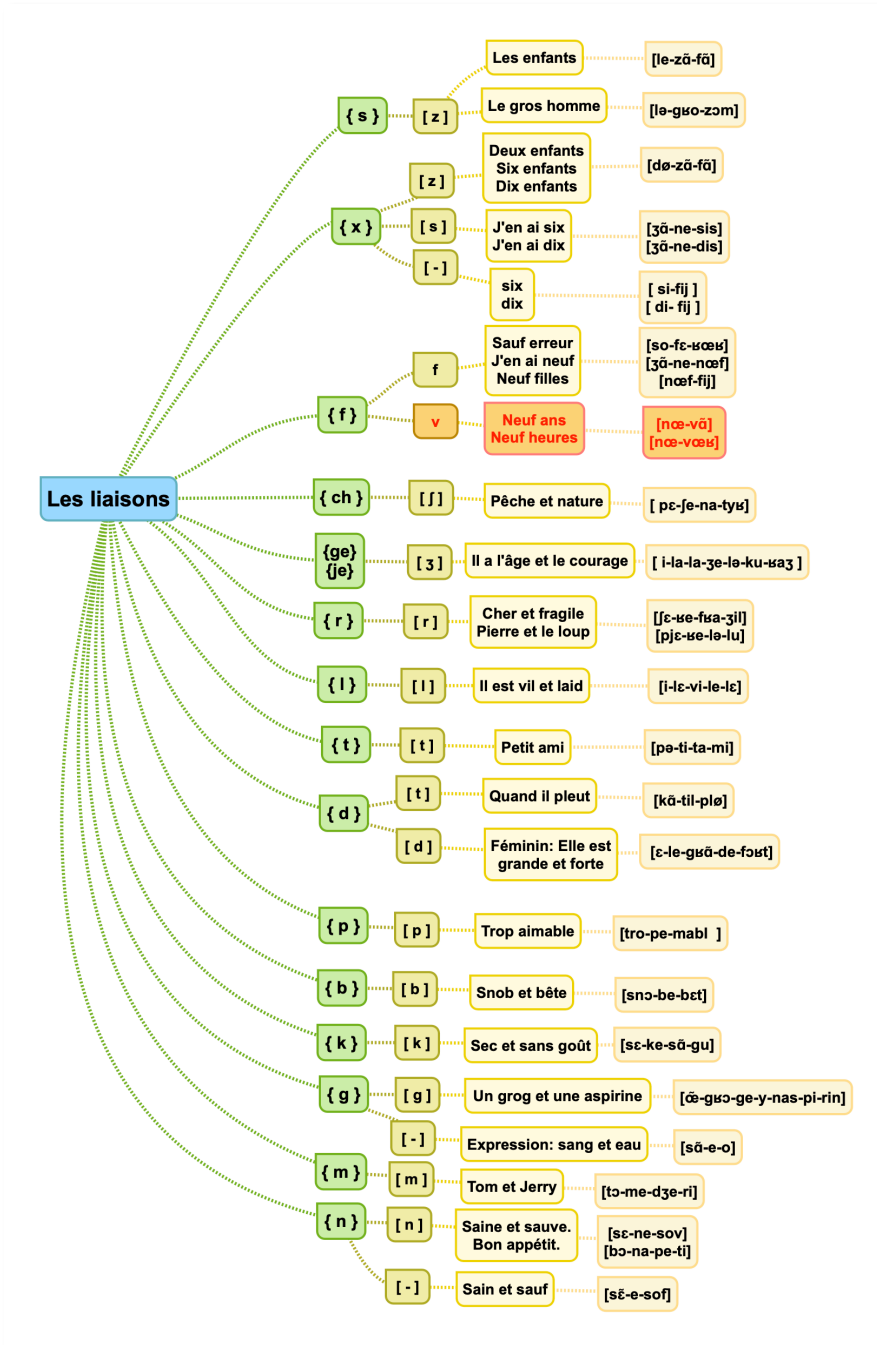 Les liaisons
{ s }
[ z ]
Les enfants
[le-zɑ̃-fɑ̃]
Le gros homme
[lə-gʁo-zɔm]
{ x }
[ z ]
Deux enfants
Six enfants
Dix enfants
[dø-zɑ̃-fɑ̃]
[ s ]
J'en ai six
J'en ai dix
[ʒɑ̃-ne-sis]
[ʒɑ̃-ne-dis]
[ - ]
six
dix
[ si-fij ]
[ di- fij ]
{ f }
f
Sauf erreur
J'en ai neuf
Neuf filles
[so-fɛ-ʁœʁ]
[ʒɑ̃-ne-nœf]
[nœf-fij]
v
Neuf ans
Neuf heures
[nœ-vɑ̃]
[nœ-vœʁ]
{ ch }
[ ʃ ]
Pêche et nature
[ pɛ-ʃe-na-tyʁ]
{ge}
{je}
[ ʒ ]
Il a l'âge et le courage
[ i-la-la-ʒe-lə-ku-ʁaʒ ]
{ r }
[ r ]
Cher et fragile
Pierre et le loup
[ʃɛ-ʁe-fʁa-ʒil]
[pjɛ-ʁe-lə-lu]
{ l }
[ l ]
Il est vil et laid
[i-lɛ-vi-le-lɛ]
{ t }
[ t ]
Petit ami
[pə-ti-ta-mi]
{ d }
[ t ]
Quand il pleut
[kɑ̃-til-plø]
[ d ]
Féminin: Elle est
grande et forte
[ɛ-le-gʁɑ̃-de-fɔʁt]
{ p }
[ p ]
Trop aimable
[tro-pe-mabl ]
{ b }
[ b ]
Snob et bête
[snɔ-be-bɛt]
{ k }
[ k ]
Sec et sans goût
[sɛ-ke-sɑ̃-gu]
{ g }
[ g ]
Un grog et une aspirine
[œ̃-gʁɔ-ge-y-nas-pi-rin]
[ - ]
Expression: sang et eau
[sɑ̃-e-o]
{ m }
[ m ]
Tom et Jerry
[tɔ-me-dʒe-ri]
{ n }
[ n ]
Saine et sauve.
Bon appétit.
[sɛ-ne-sov]
[bɔ-na-pe-ti]
[ - ]
Sain et sauf
[sɛ̃-e-sof]